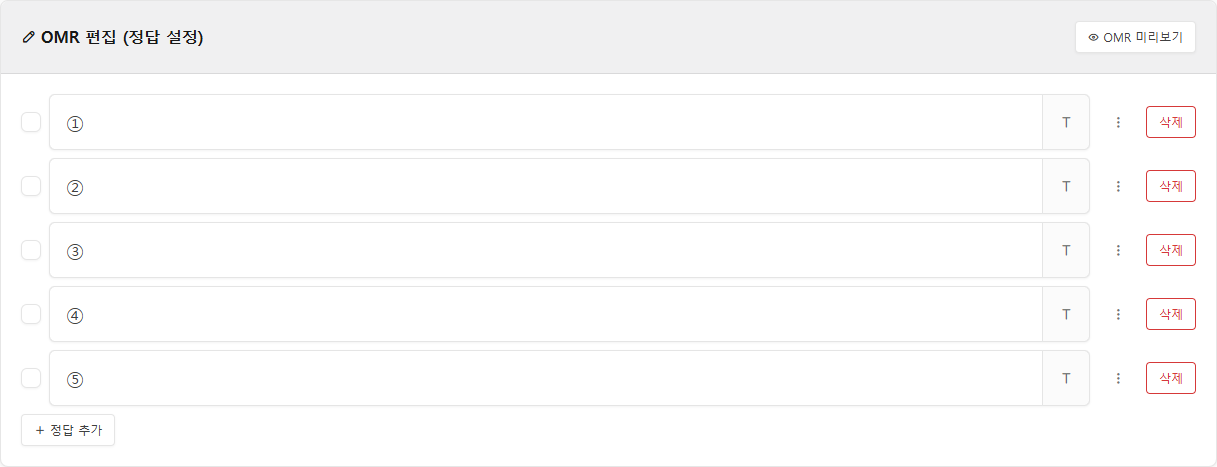 OMR 편집 (정답 설정)
OMR 미리보기
① T 삭제
② T 삭제
③ T 삭제
④ T 삭제
⑤ T 삭제
+ 정답 추가